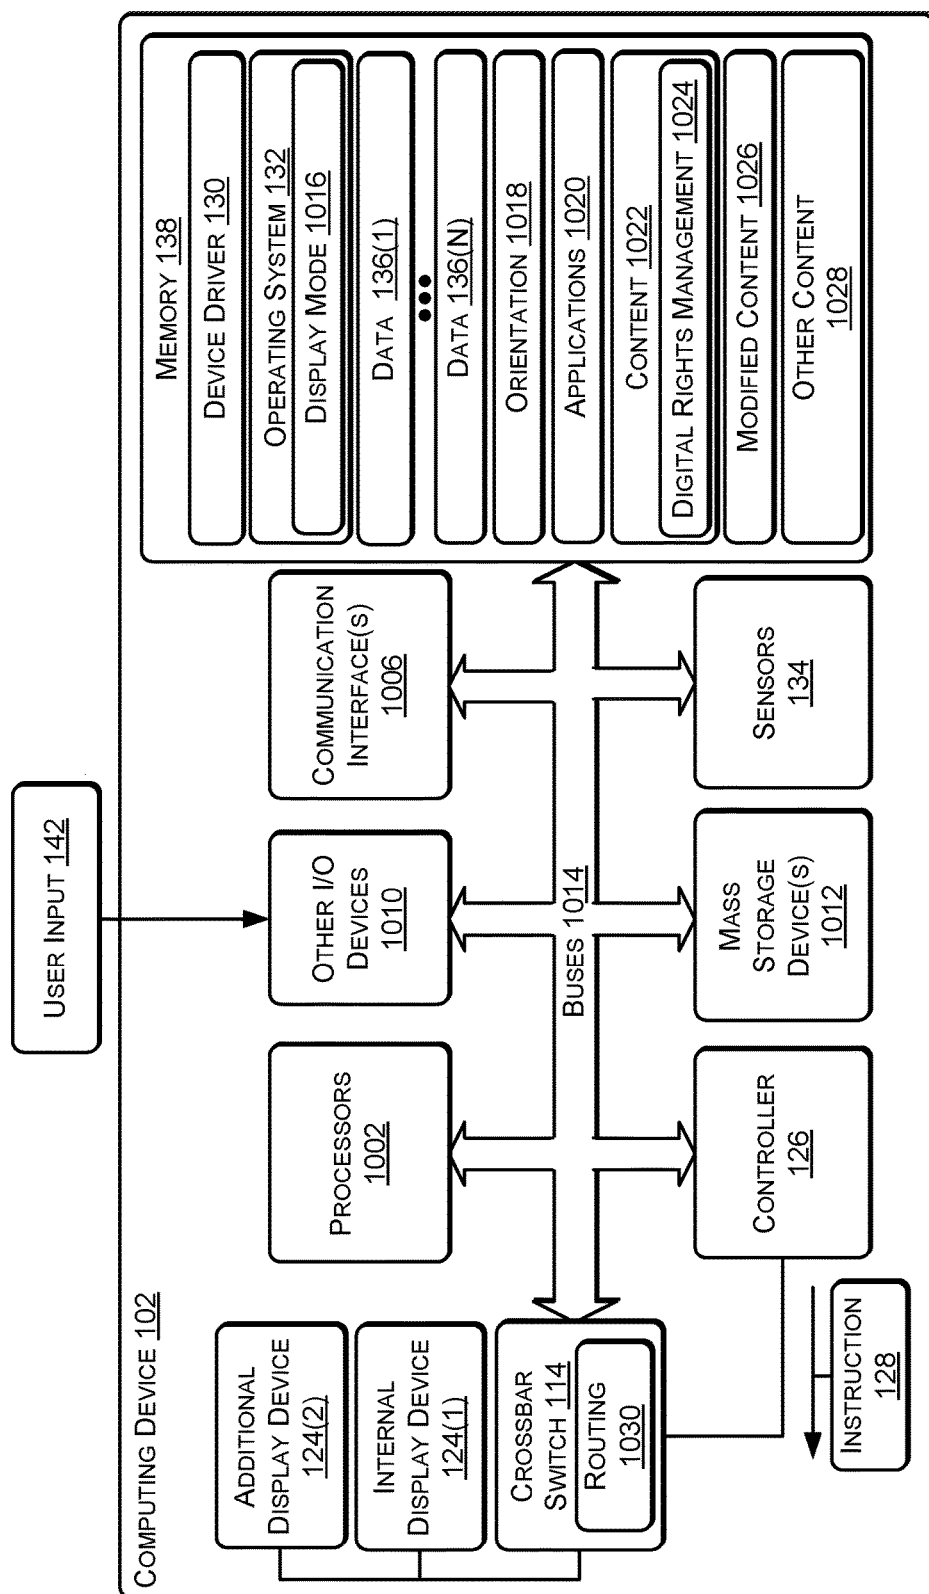 USER INPUT 142
COMPUTING DEVICE 102
ADDITIONAL
DISPLAY DEVICE
124(2)
INTERNAL
DISPLAY DEVICE
124(1)
CROSSBAR
SWITCH 114
ROUTING
1030
PROCESSORS
1002
OTHER I/O
DEVICES
1010
COMMUNICATION
INTERFACE(S)
1006
BUSES 1014
CONTROLLER
126
INSTRUCTION
128
MASS
STORAGE
DEVICE(S)
1012
SENSORS
134
MEMORY 138
DEVICE DRIVER 130
OPERATING SYSTEM 132
DISPLAY MODE 1016
DATA 136(1)
DATA 136(N)
ORIENTATION 1018
APPLICATIONS 1020
CONTENT 1022
DIGITAL RIGHTS MANAGEMENT 1024
MODIFIED CONTENT 1026
OTHER CONTENT
1028